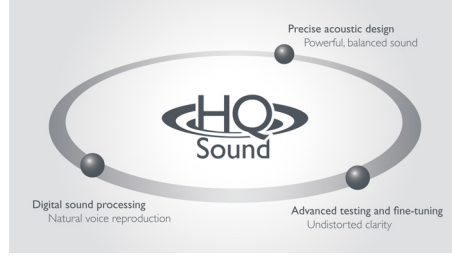 Precise acoustic design
Powerful, balanced sound
HQ
Sound
Digital sound processing
Natural voice reproduction
Advanced testing and fine-tuning
Undistorted clarity